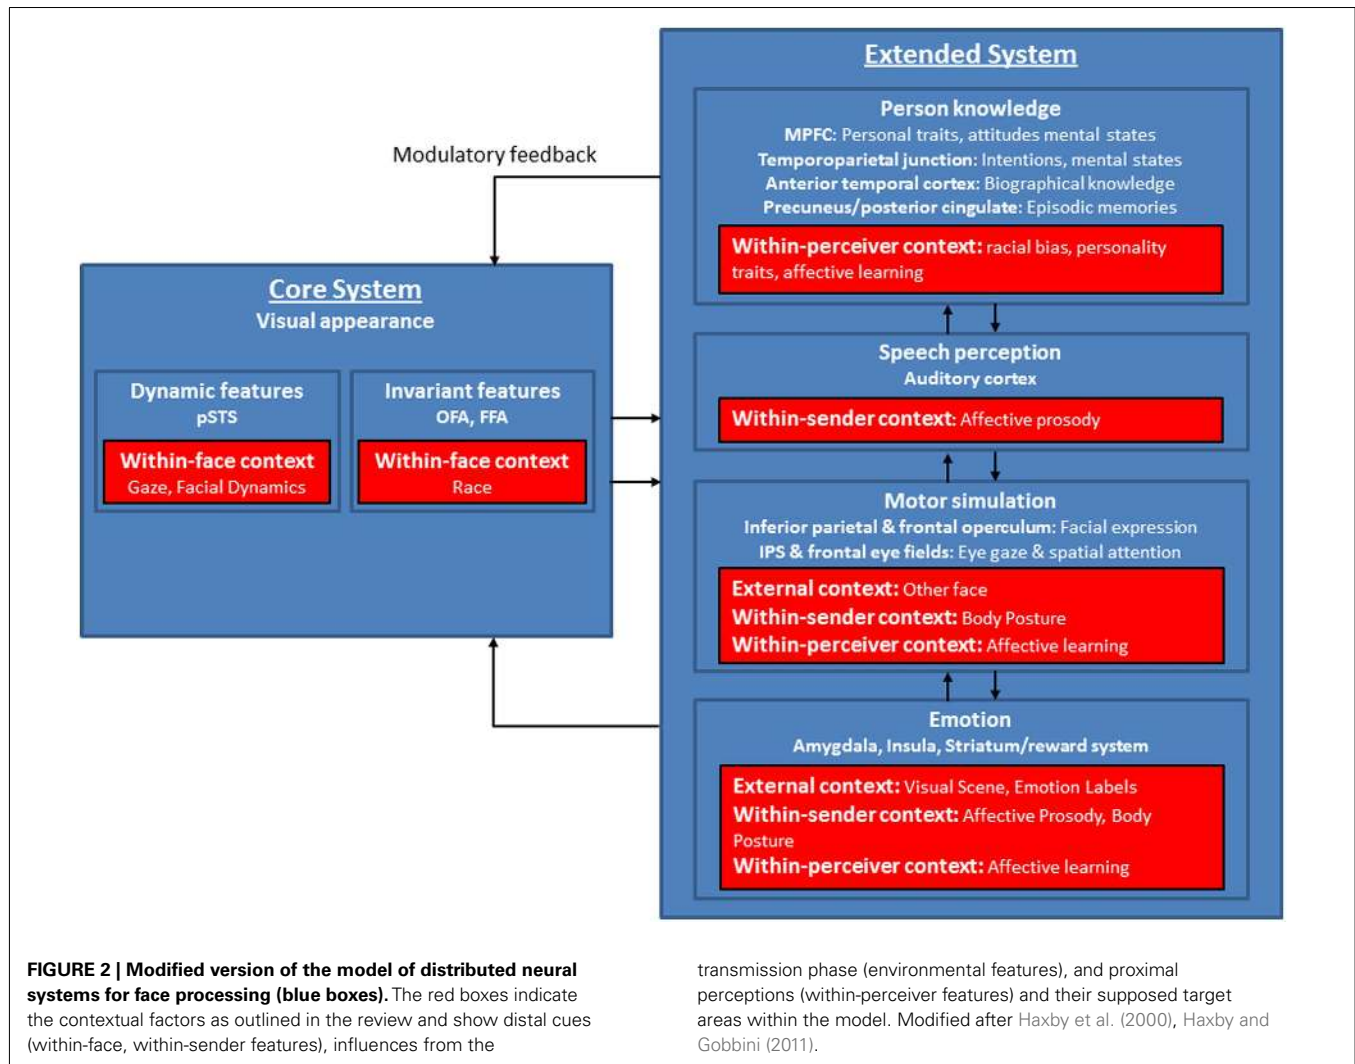 Extended System
Person knowledge
MPFC: Personal traits, attitudes mental states
Temporoparietal junction: Intentions, mental states
Anterior temporal cortex: Biographical knowledge
Precuneus/posterior cingulate: Episodic memories
Within-perceiver context: racial bias, personality
traits, affective learning
Modulatory feedback
Core System
Visual appearance
Dynamic features
pSTS
Within-face context
Gaze, Facial Dynamics
Invariant features
OFA, FFA
Within-face context
Race
Speech perception
Auditory cortex
Within-sender context: Affective prosody
Motor simulation
Inferior parietal & frontal operculum: Facial expression
IPS & frontal eye fields: Eye gaze & spatial attention
External context: Other face
Within-sender context: Body Posture
Within-perceiver context: Affective learning
Emotion
Amygdala, Insula, Striatum/reward system
External context: Visual Scene, Emotion Labels
Within-sender context: Affective Prosody, Body
Posture
Within-perceiver context: Affective learning
FIGURE 2 | Modified version of the model of distributed neural
systems for face processing (blue boxes). The red boxes indicate
the contextual factors as outlined in the review and show distal cues
(within-face, within-sender features), influences from the
transmission phase (environmental features), and proximal
perceptions (within-perceiver features) and their supposed target
areas within the model. Modified after Haxby et al. (2000), Haxby and
Gobbini (2011).